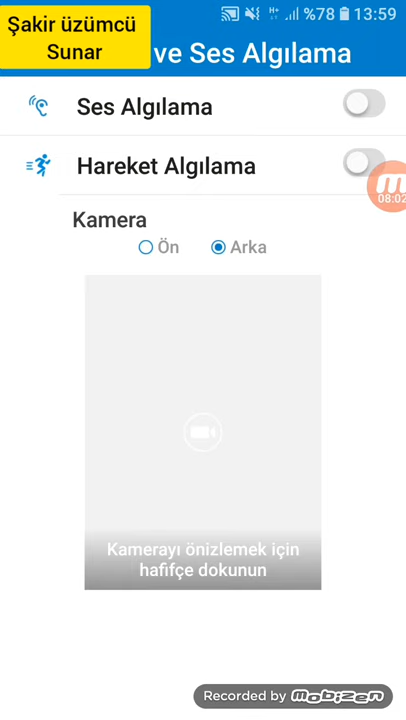 Şakir üzümcü
Sunar
H+ %78 13:59
ve Ses Algılama
Ses Algılama
Hareket Algılama
08:02
Kamera
Ön Arka
Kamerayı önizlemek için
hafifçe dokunun
Recorded by mobizen